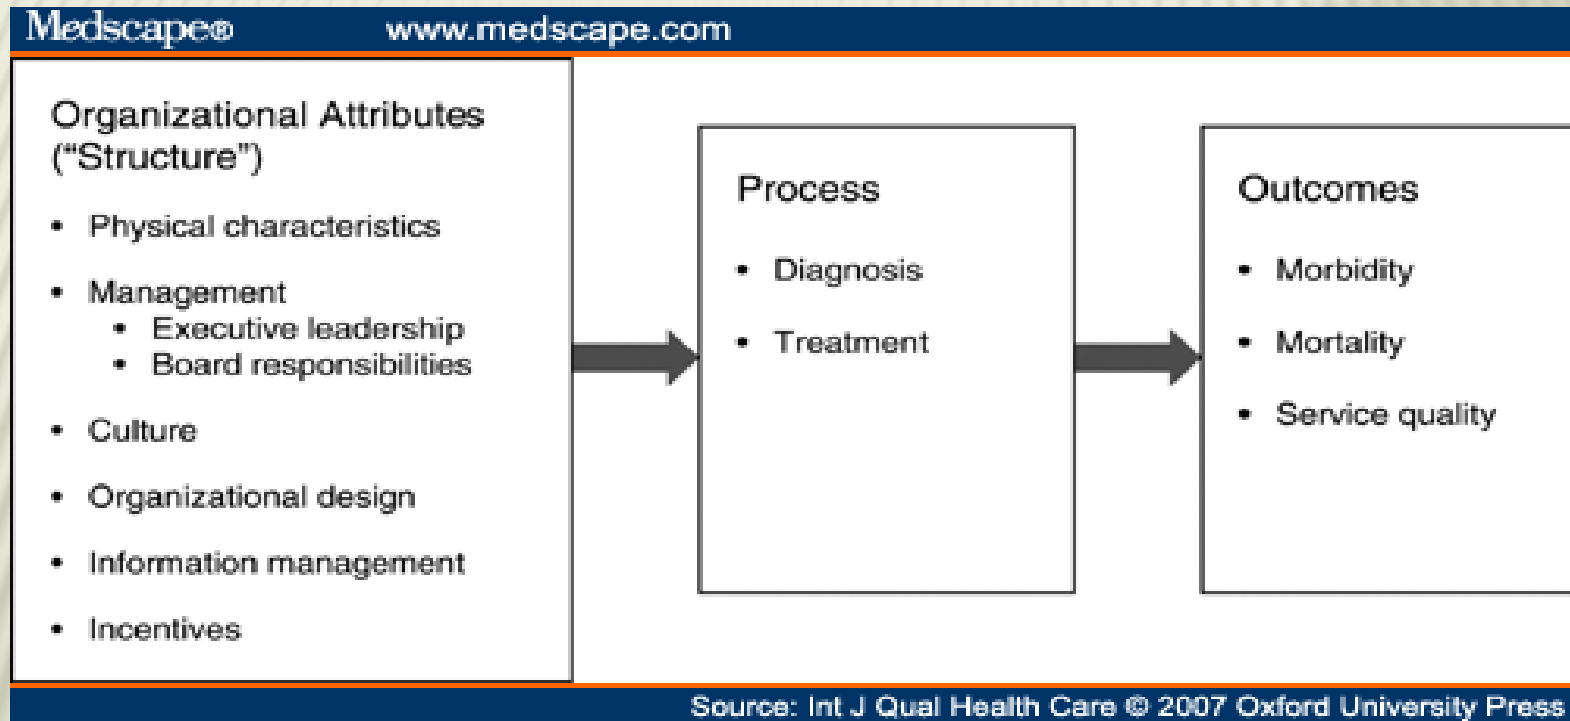 Medscape® www.medscape.com
Organizational Attributes
(“Structure”)
• Physical characteristics
• Management
• Executive leadership
• Board responsibilities
• Culture
• Organizational design
• Information management
• Incentives
Process
• Diagnosis
• Treatment
Outcomes
• Morbidity
• Mortality
• Service quality
Source: Int J Qual Health Care © 2007 Oxford University Press